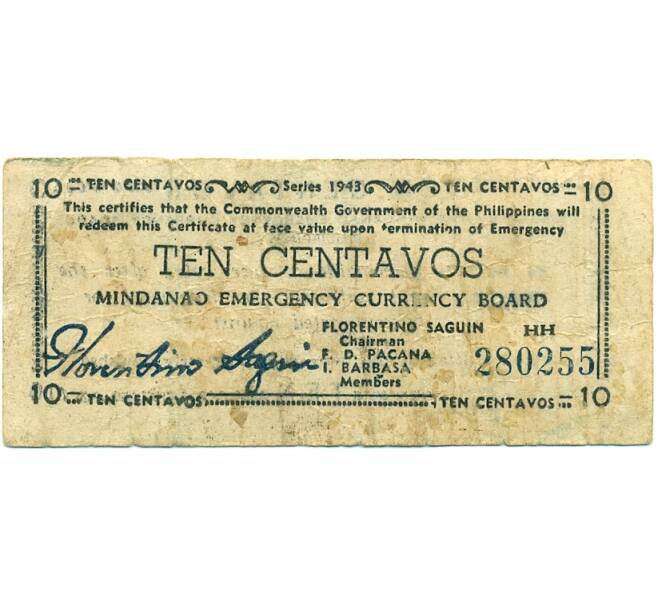 10 TEN CENTAVOS Series 1943 TEN CENTAVOS 10
This certifies that the Commonwealth Government of the Philippines will
redeem this Certifcate at face value upon termination of Emergency
TEN CENTAVOS
MINDANAO EMERGENCY CURRENCY BOARD
Florentino Saguin
FLORENTINO SAGUIN
Chairman
F. D. PACANA
I. BARBASA
Members
HH
280255
10 TEN CENTAVOS TEN CENTAVOS 10